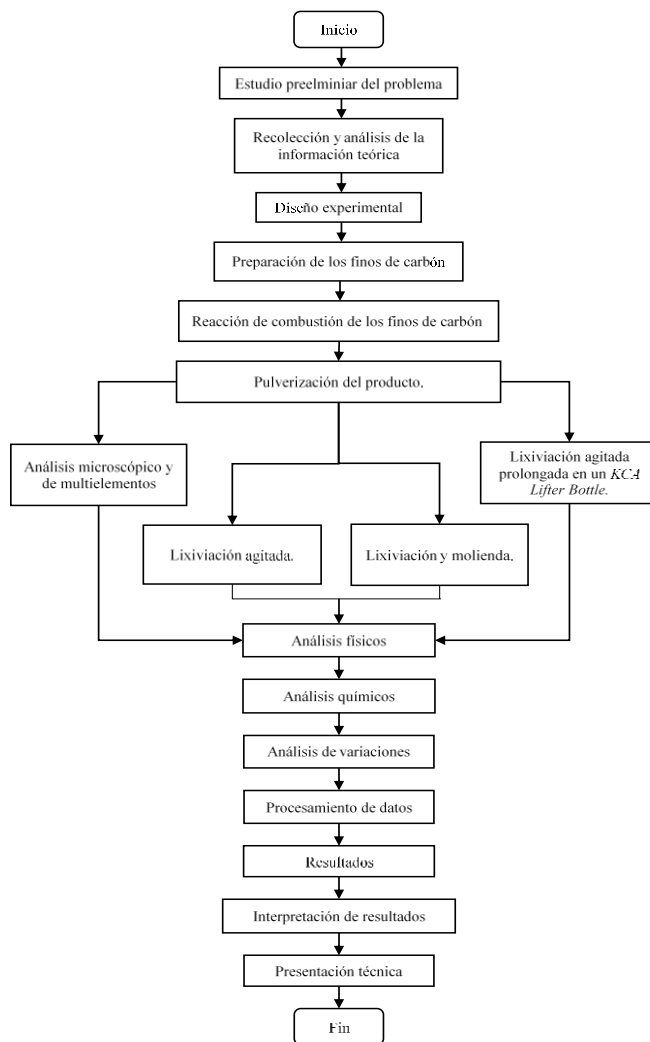 Inicio
Estudio preelminiar del problema
Recolección y análisis de la
información teórica
Diseño experimental
Preparación de los finos de carbón
Reacción de combustión de los finos de carbón
Pulverización del producto.
Análisis microscópico y
de multielementos
Lixiviación agitada
prolongada en un KCA
Lifter Bottle.
Lixiviación agitada.
Lixiviación y molienda.
Análisis físicos
Análisis químicos
Análisis de variaciones
Procesamiento de datos
Resultados
Interpretación de resultados
Presentación técnica
Fin